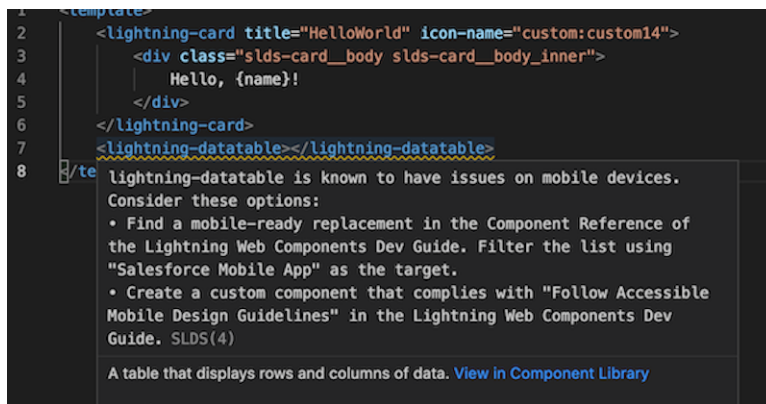 1 <template>
2 <lightning-card title="HelloWorld" icon-name="custom:custom14">
3 <div class="slds-card__body slds-card__body_inner">
4 Hello, {name}!
5 </div>
6 </lightning-card>
7 <lightning-datatable></lightning-datatable>
8 </te
lightning-datatable is known to have issues on mobile devices.
Consider these options:
• Find a mobile-ready replacement in the Component Reference of
the Lightning Web Components Dev Guide. Filter the list using
"Salesforce Mobile App" as the target.
• Create a custom component that complies with "Follow Accessible
Mobile Design Guidelines" in the Lightning Web Components Dev
Guide. SLDS(4)
A table that displays rows and columns of data. View in Component Library